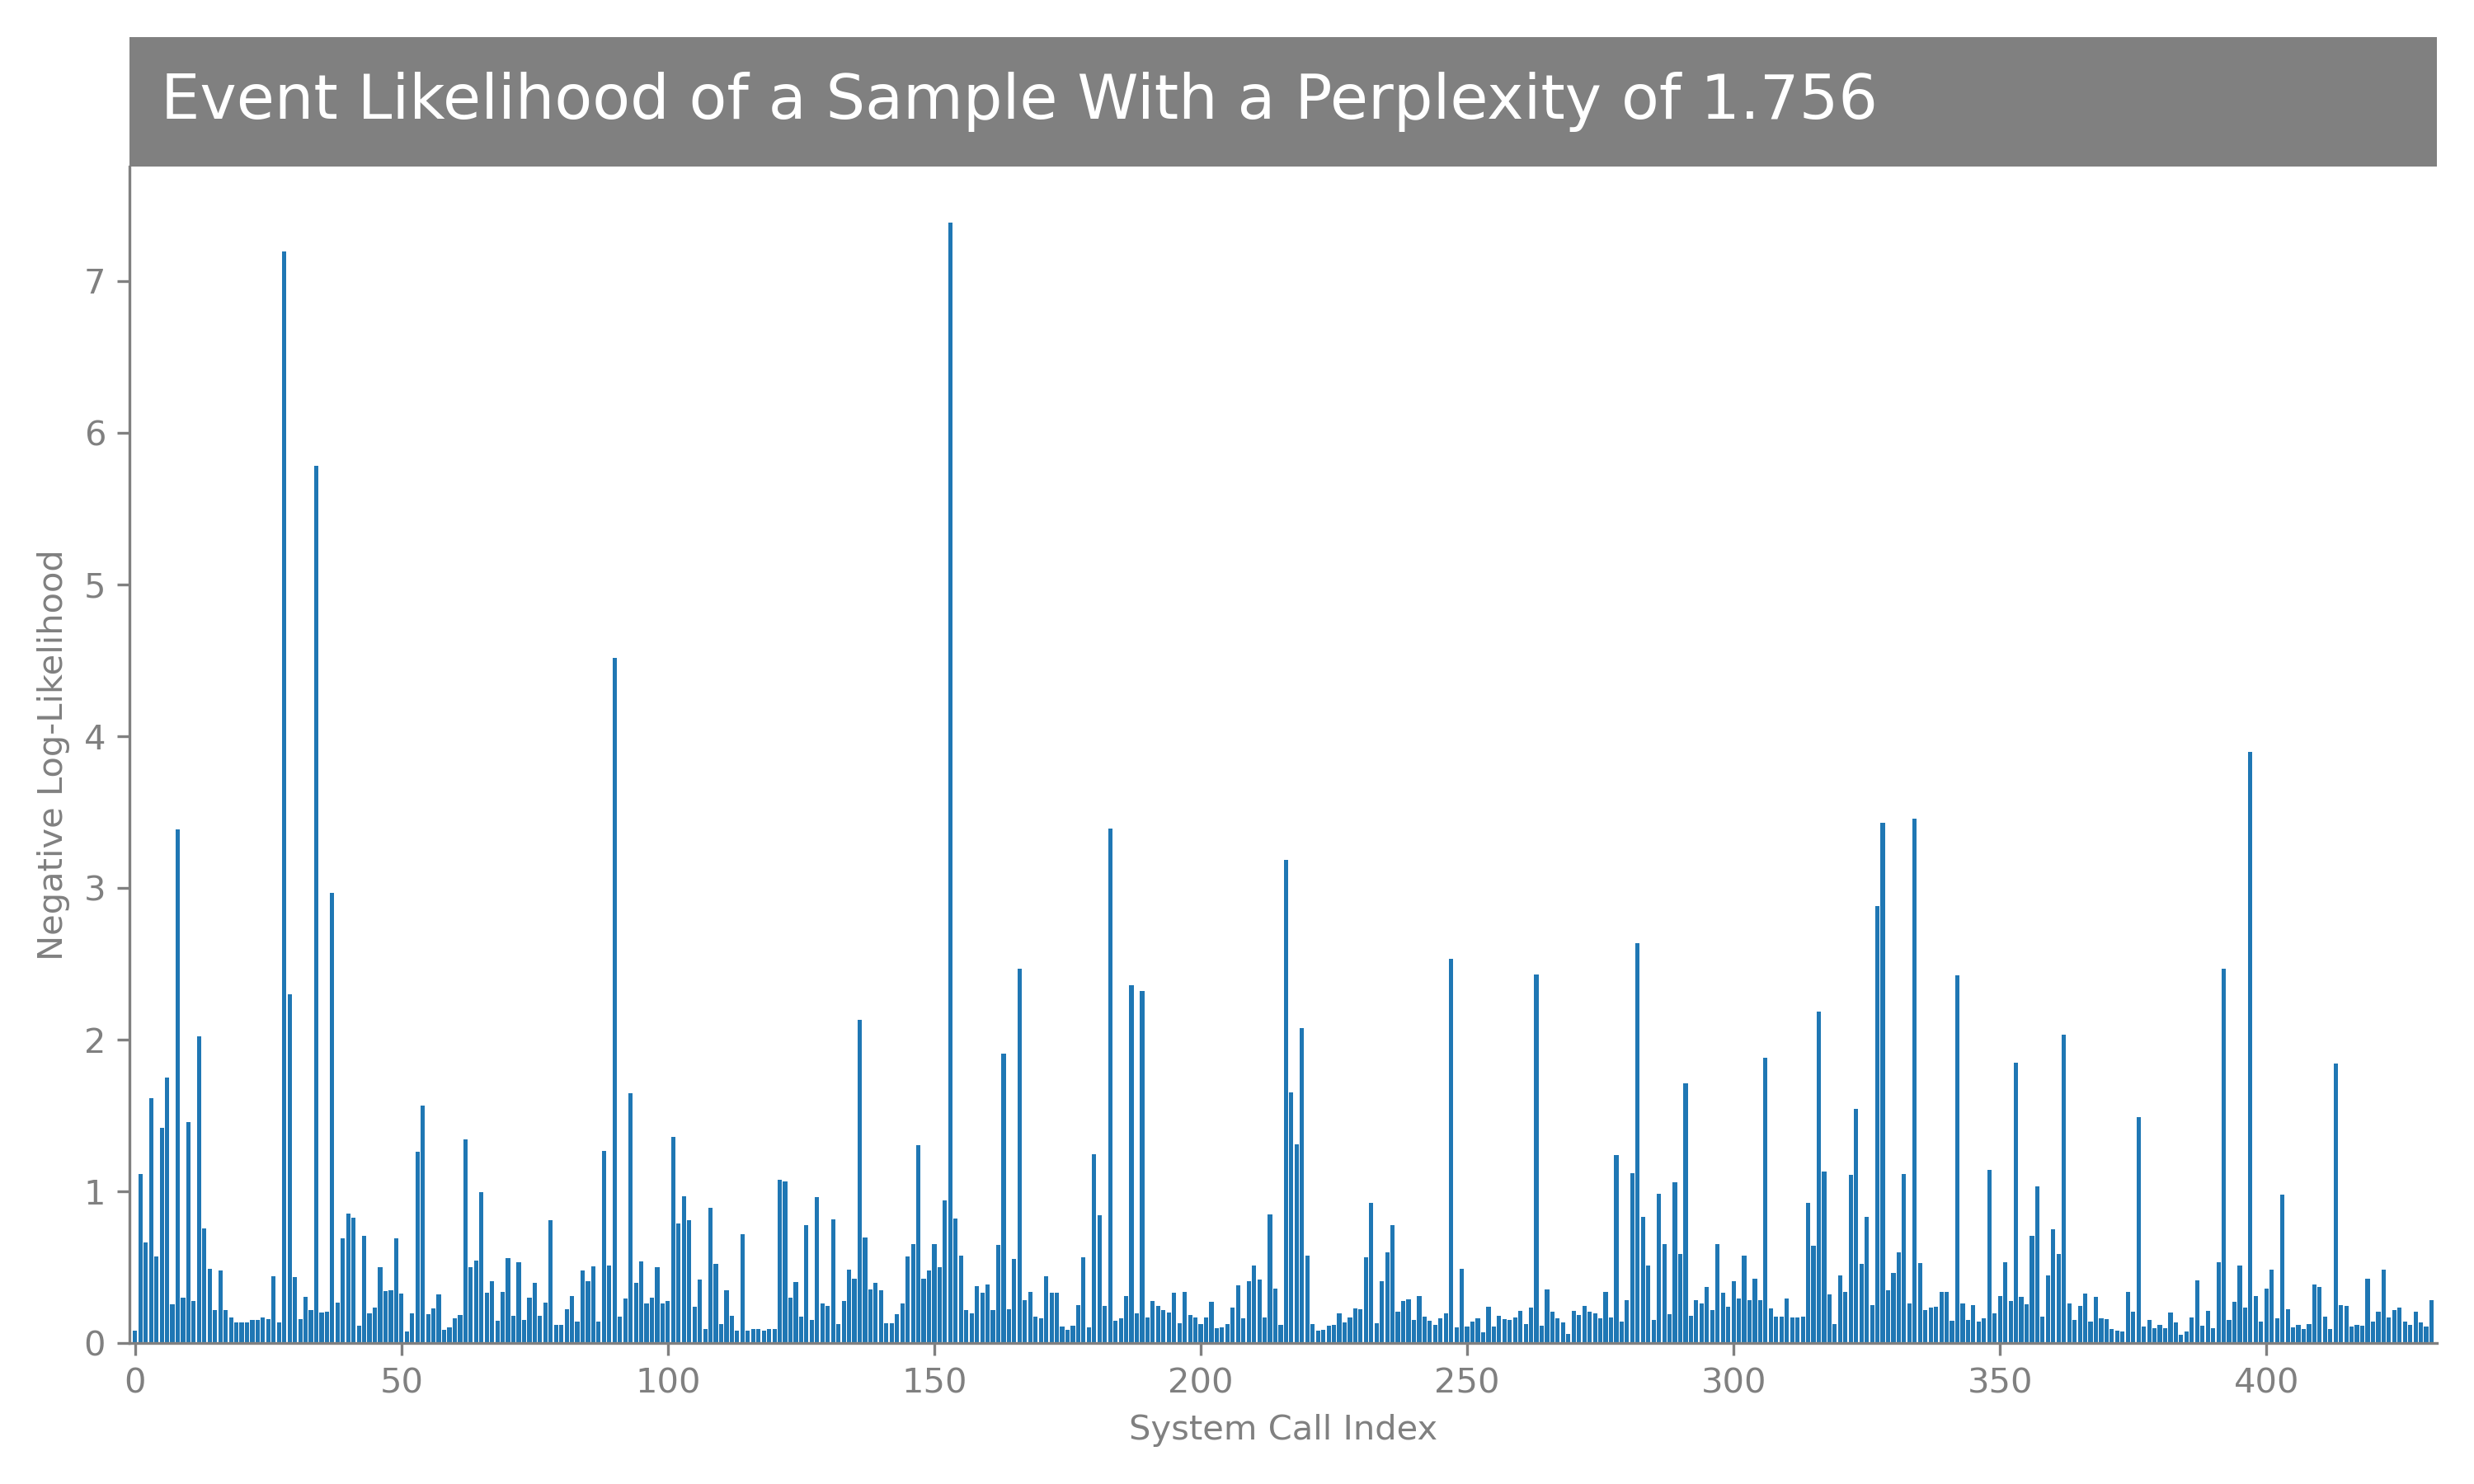 Event Likelihood of a Sample With a Perplexity of 1.756
7
6
5
4
3
2
1
0
Negative Log-Likelihood
0 50 100 150 200 250 300 350 400
System Call Index